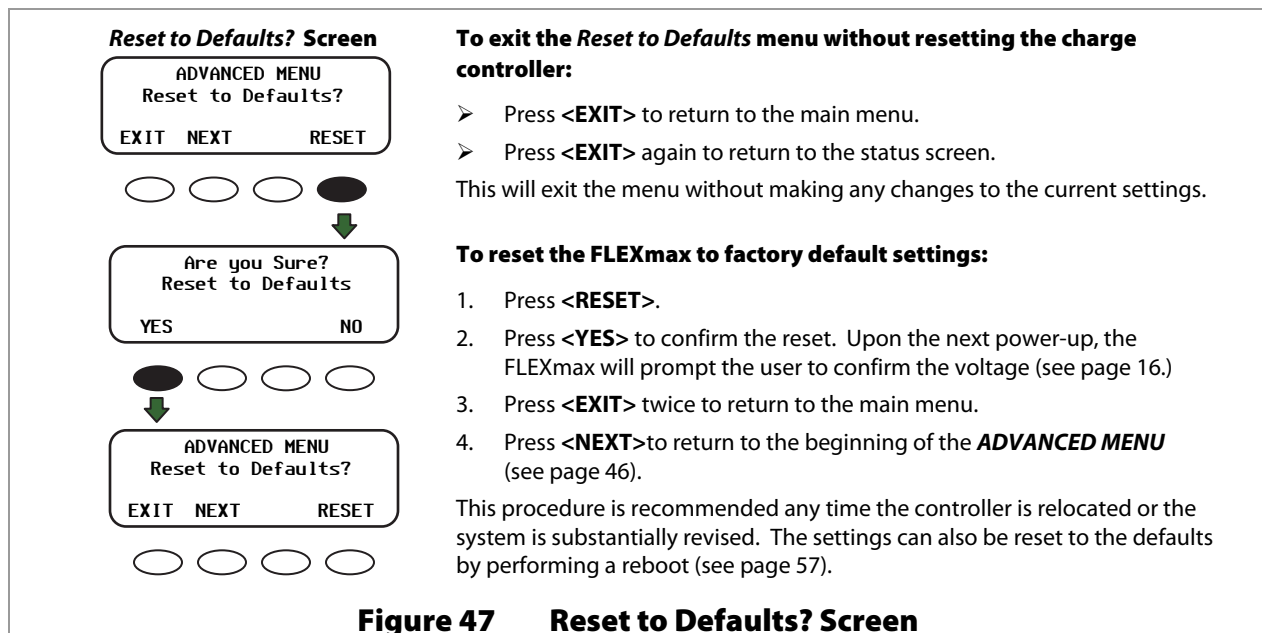 Reset to Defaults? Screen
ADVANCED MENU
Reset to Defaults?
EXIT NEXT RESET
Are you Sure?
Reset to Defaults
YES NO
ADVANCED MENU
Reset to Defaults?
EXIT NEXT RESET
To exit the Reset to Defaults menu without resetting the charge
controller:
➢ Press <EXIT> to return to the main menu.
➢ Press <EXIT> again to return to the status screen.
This will exit the menu without making any changes to the current settings.
To reset the FLEXmax to factory default settings:
1. Press <RESET>.
2. Press <YES> to confirm the reset. Upon the next power-up, the
FLEXmax will prompt the user to confirm the voltage (see page 16.)
3. Press <EXIT> twice to return to the main menu.
4. Press <NEXT>to return to the beginning of the ADVANCED MENU
(see page 46).
This procedure is recommended any time the controller is relocated or the
system is substantially revised. The settings can also be reset to the defaults
by performing a reboot (see page 57).
Figure 47 Reset to Defaults? Screen